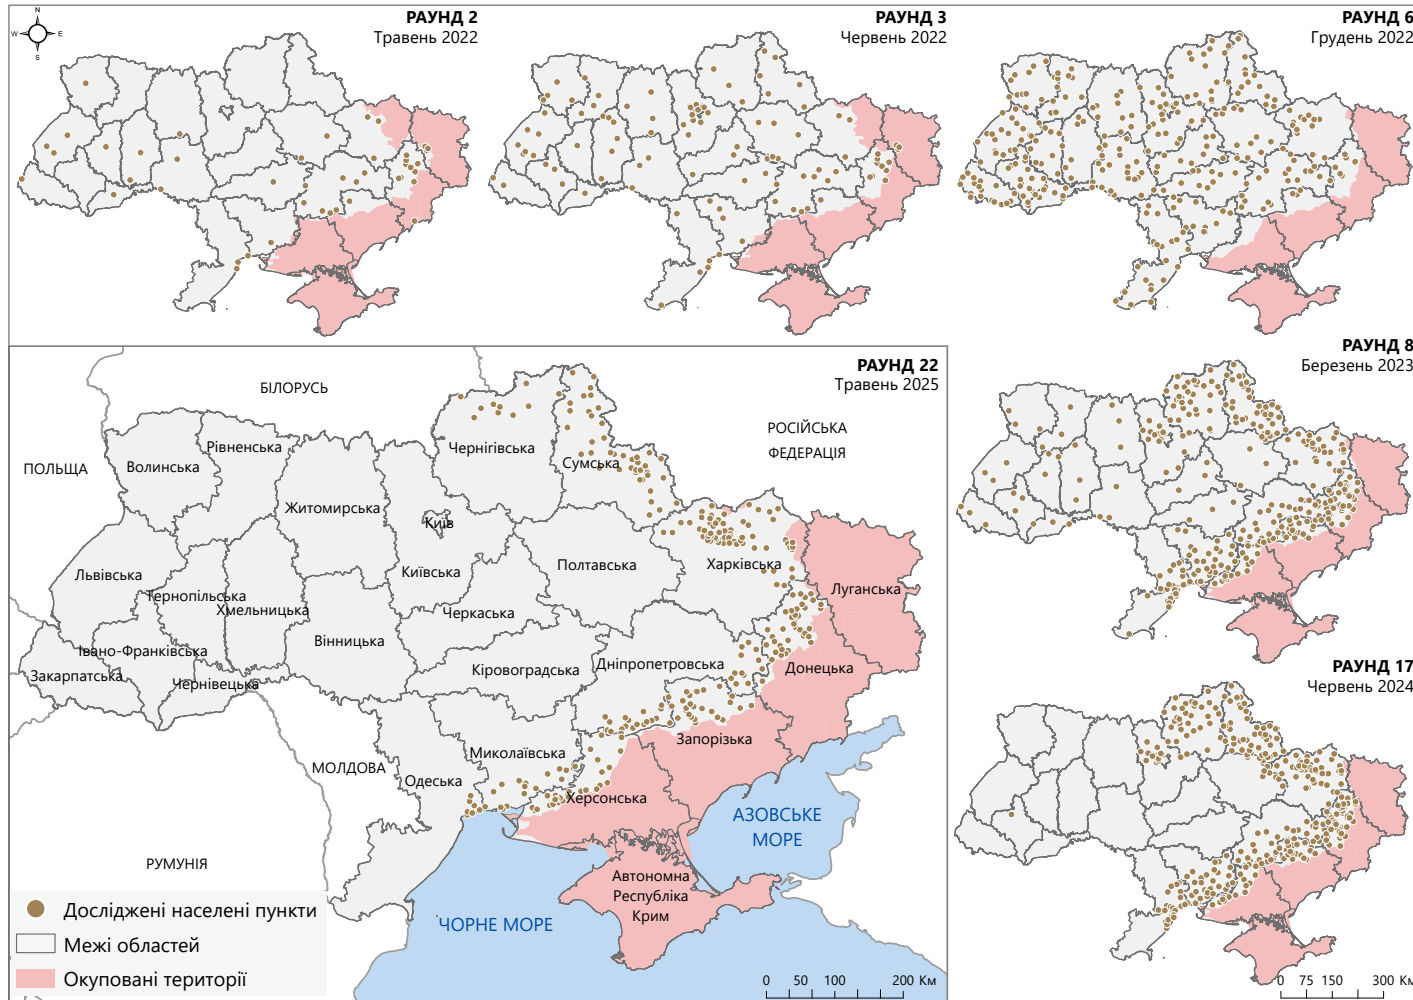 N
W
E
S
РАУНД 2
Травень 2022
РАУНД 3
Червень 2022
РАУНД 6
Грудень 2022
РАУНД 22
Травень 2025
РАУНД 8
Березень 2023
РАУНД 17
Червень 2024
БІЛОРУСЬ
РОСІЙСЬКА
ФЕДЕРАЦІЯ
ПОЛЬЩА
Волинська
Рівненська
Чернігівська
Сумська
Житомирська
Київ
Київська
Полтавська
Харківська
Львівська
Тернопільська
Хмельницька
Луганська
Черкаська
Вінницька
Івано-Франківська
Закарпатська
Чернівецька
Кіровоградська
Дніпропетровська
Донецька
Запорізька
Миколаївська
МОЛДОВА
Одеська
Херсонська
АЗОВСЬКЕ
МОРЕ
РУМУНІЯ
Автономна
Республіка
Крим
ЧОРНЕ МОРЕ
Досліджені населені пункти
Межі областей
Окуповані території
0 50 100 200 Км
0 75 150 300 Км